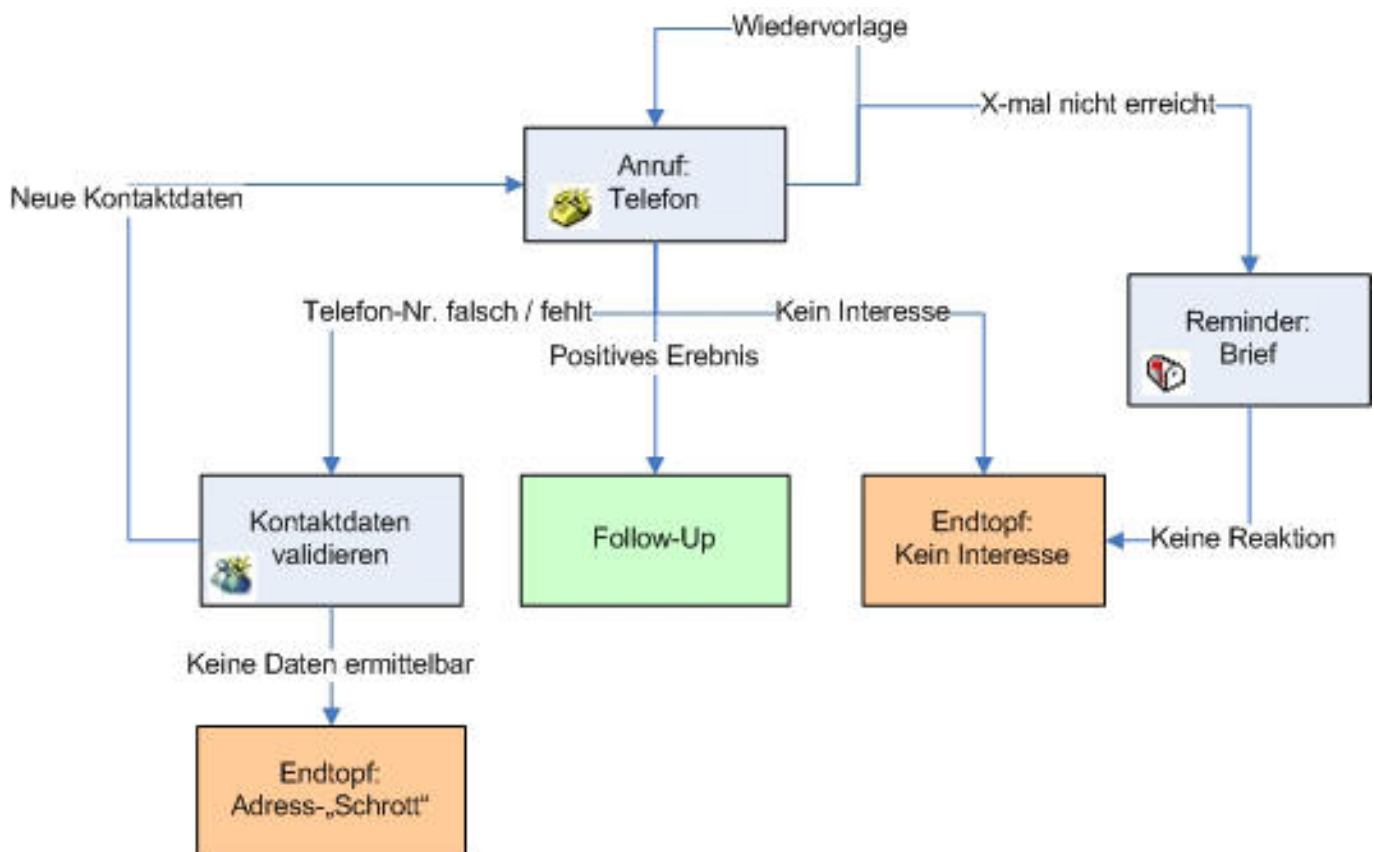 Wiedervorlage
X-mal nicht erreicht
Anruf:
Telefon
Neue Kontaktdaten
Telefon-Nr. falsch / fehlt
Kein Interesse
Positives Erebnis
Reminder:
Brief
Kontaktdaten
validieren
Follow-Up
Endtopf:
Kein Interesse
Keine Reaktion
Keine Daten ermittelbar
Endtopf:
Adress-„Schrott“